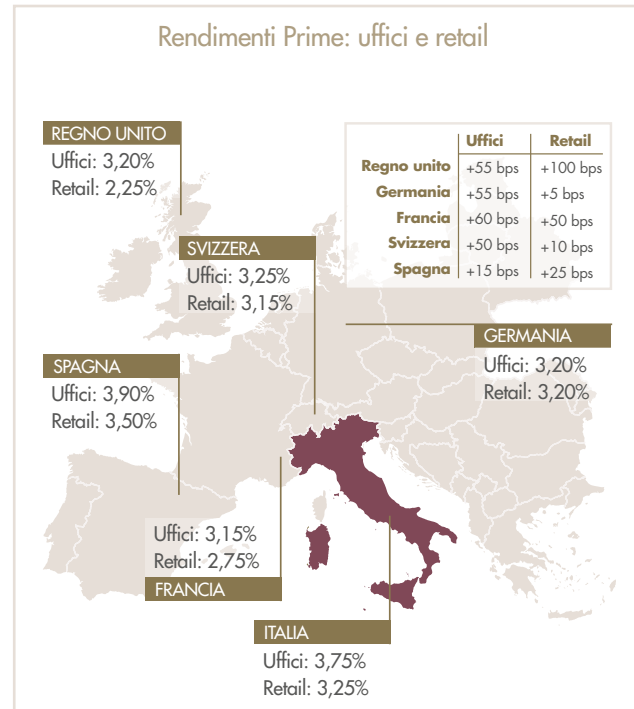 Rendimenti Prime: uffici e retail
REGNO UNITO
Uffici: 3,20%
Retail: 2,25%
Uffici Retail
Regno unito +55 bps +100 bps
Germania +55 bps +5 bps
Francia +60 bps +50 bps
Svizzera +50 bps +10 bps
Spagna +15 bps +25 bps
SVIZZERA
Uffici: 3,25%
Retail: 3,15%
GERMANIA
Uffici: 3,20%
Retail: 3,20%
SPAGNA
Uffici: 3,90%
Retail: 3,50%
Uffici: 3,15%
Retail: 2,75%
FRANCIA
ITALIA
Uffici: 3,75%
Retail: 3,25%